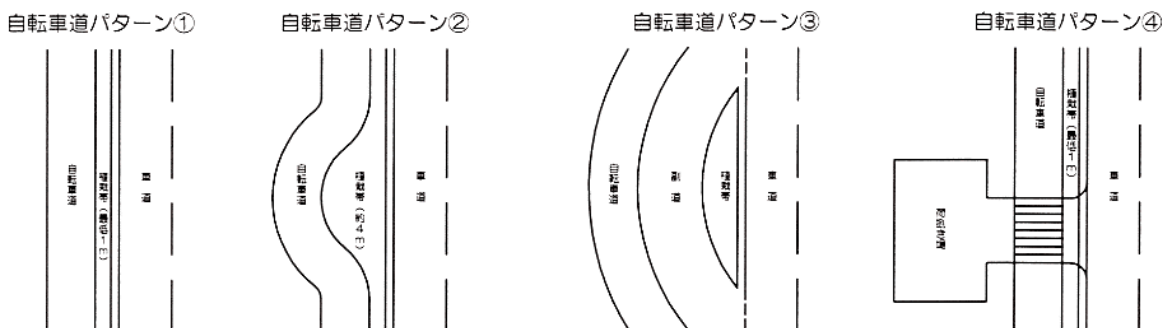 自転車道パターン①
自転車道
植栽帯（最低1m）
車道
自転車道パターン②
自転車道
植栽帯（約4m）
車道
自転車道パターン③
自転車道
副道
植栽帯
車道
自転車道パターン④
自転車道
植栽帯（最低1m）
車道